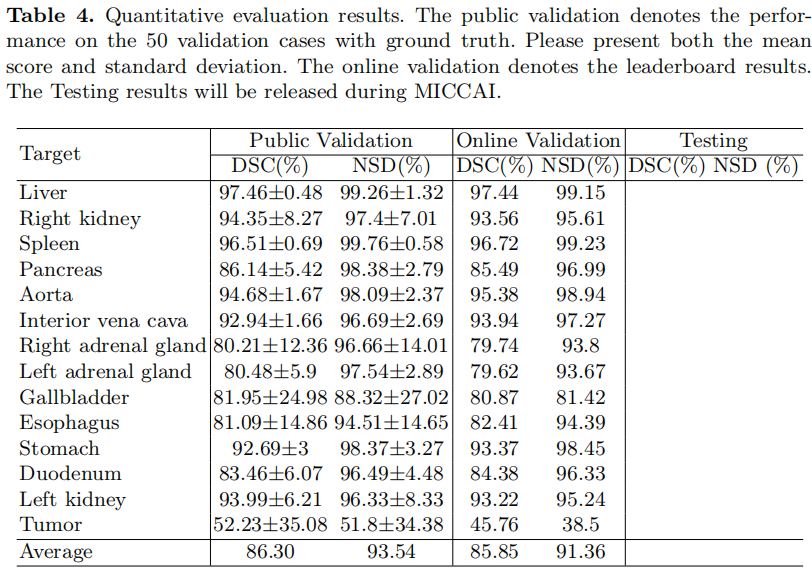 Table 4. Quantitative evaluation results. The public validation denotes the perfor-
mance on the 50 validation cases with ground truth. Please present both the mean
score and standard deviation. The online validation denotes the leaderboard results.
The Testing results will be released during MICCAI.
Target Public Validation Online Validation Testing
DSC(%) NSD(%) DSC(%) NSD(%) DSC(%) NSD (%)
Liver 97.46±0.48 99.26±1.32 97.44 99.15
Right kidney 94.35±8.27 97.4±7.01 93.56 95.61
Spleen 96.51±0.69 99.76±0.58 96.72 99.23
Pancreas 86.14±5.42 98.38±2.79 85.49 96.99
Aorta 94.68±1.67 98.09±2.37 95.38 98.94
Interior vena cava 92.94±1.66 96.69±2.69 93.94 97.27
Right adrenal gland 80.21±12.36 96.66±14.01 79.74 93.8
Left adrenal gland 80.48±5.9 97.54±2.89 79.62 93.67
Gallbladder 81.95±24.98 88.32±27.02 80.87 81.42
Esophagus 81.09±14.86 94.51±14.65 82.41 94.39
Stomach 92.69±3 98.37±3.27 93.37 98.45
Duodenum 83.46±6.07 96.49±4.48 84.38 96.33
Left kidney 93.99±6.21 96.33±8.33 93.22 95.24
Tumor 52.23±35.08 51.8±34.38 45.76 38.5
Average 86.30 93.54 85.85 91.36